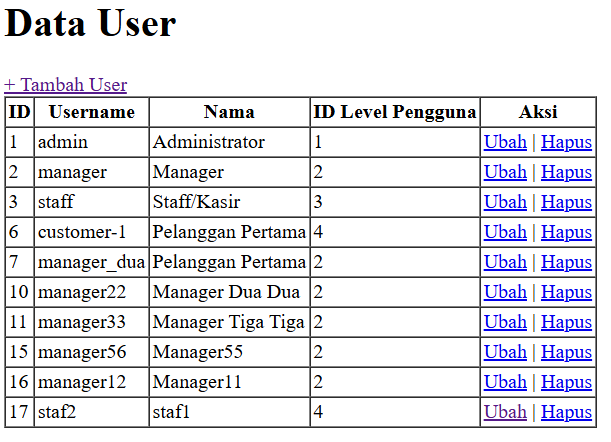 Data User
+ Tambah User
ID Username Nama ID Level Pengguna Aksi
1 admin Administrator 1 Ubah | Hapus
2 manager Manager 2 Ubah | Hapus
3 staff Staff/Kasir 3 Ubah | Hapus
6 customer-1 Pelanggan Pertama 4 Ubah | Hapus
7 manager_dua Pelanggan Pertama 2 Ubah | Hapus
10 manager22 Manager Dua Dua 2 Ubah | Hapus
11 manager33 Manager Tiga Tiga 2 Ubah | Hapus
15 manager56 Manager55 2 Ubah | Hapus
16 manager12 Manager11 2 Ubah | Hapus
17 staf2 staf1 4 Ubah | Hapus